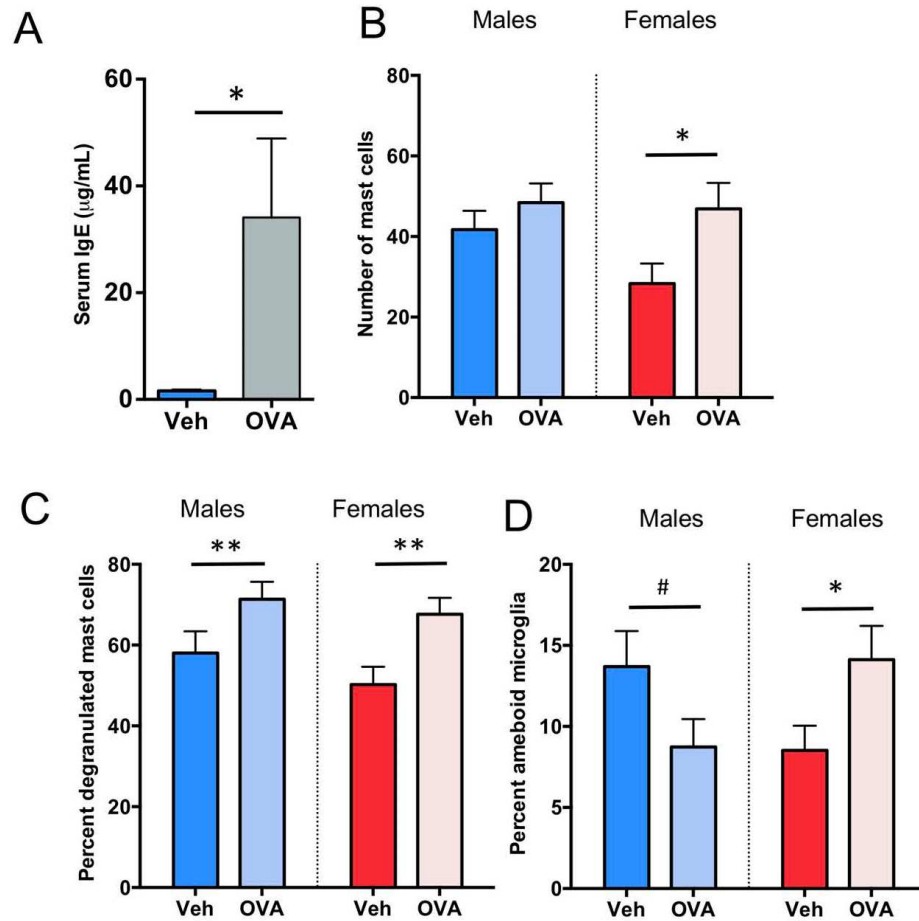 A
Serum IgE (μg/mL)
60
40
20
0
*
Veh OVA
B
Males Females
Number of mast cells
80
60
40
20
0
*
Veh OVA Veh OVA
C
Males Females
Percent degranulated mast cells
80
60
40
20
0
** **
Veh OVA Veh OVA
D
Males Females
Percent ameboid microglia
20
15
10
5
0
# *
Veh OVA Veh OVA